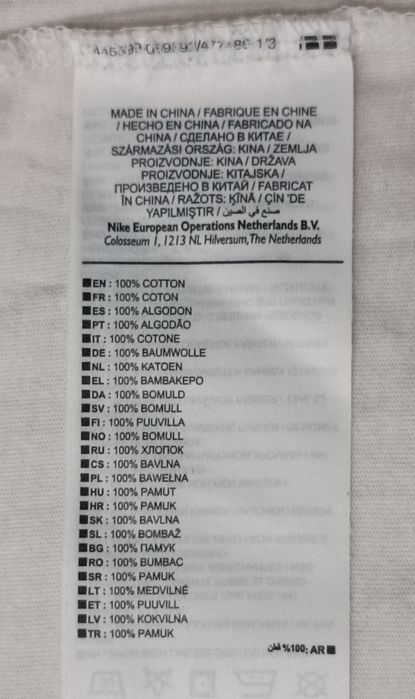 MADE IN CHINA / FABRIQUE EN CHINE
/ HECHO EN CHINA / FABRICADO NA
CHINA / СДЕЛАНО В КИТАЕ /
SZÁRMAZÁSI ORSZÁG: KINA / ZEMLJA
PROIZVODNJE: KINA / DRŽAVA
PROIZVODNJE: KITAJSKA /
ПРОИЗВЕДЕНО В КИТАЙ / FABRICAT
ÎN CHINA / RAŽOTS: ĶĪNĀ / ÇIN 'DE
YAPILMIŞTIR / صنع في الصين
Nike European Operations Netherlands B.V.
Colosseum 1, 1213 NL Hilversum, The Netherlands
EN : 100% COTTON
FR : 100% COTON
ES : 100% ALGODON
PT : 100% ALGODÃO
IT : 100% COTONE
DE : 100% BAUMWOLLE
NL : 100% KATOEN
EL : 100% ΒΑΜΒΑΚΕΡΟ
DA : 100% BOMULD
SV : 100% BOMULL
FI : 100% PUUVILLA
NO : 100% BOMULL
RU : 100% ХЛОПОК
CS : 100% BAVLNA
PL : 100% BAWEŁNA
HU : 100% PAMUT
HR : 100% PAMUK
SK : 100% BAVLNA
SL : 100% BOMBAŽ
BG : 100% ПАМУК
RO : 100% BUMBAC
SR : 100% PAMUK
LT : 100% MEDVILNĖ
ET : 100% PUUVILL
LV : 100% KOKVILNA
TR : 100% PAMUK
AR :100% قطن